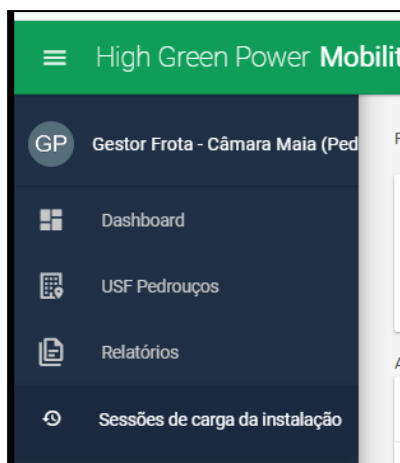 High Green Power Mobilit
GP
Gestor Frota - Câmara Maia (Ped
Dashboard
USF Pedrouços
Relatórios
Sessões de carga da instalação